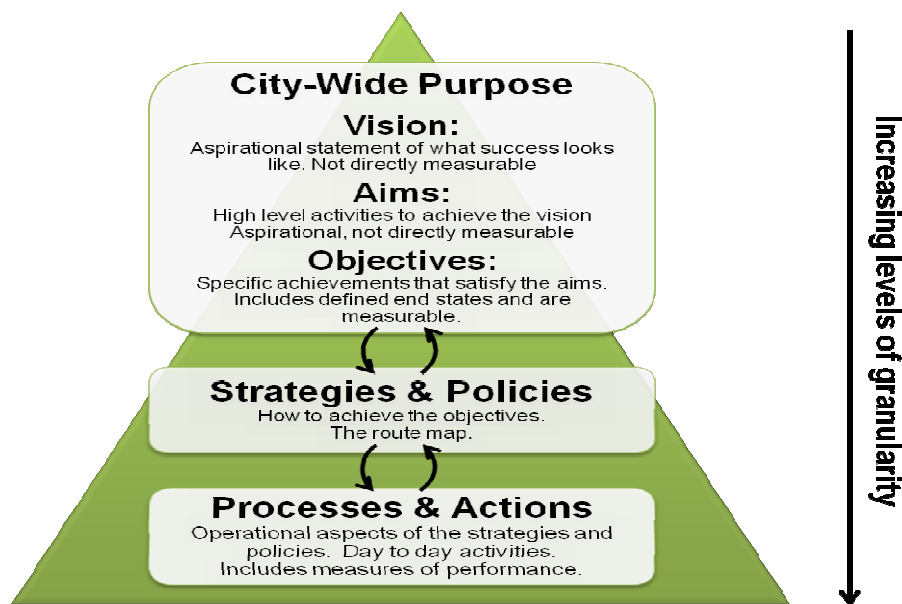 City-Wide Purpose
Vision:
Aspirational statement of what success looks
like. Not directly measurable
Aims:
High level activities to achieve the vision
Aspirational, not directly measurable
Objectives:
Specific achievements that satisfy the aims.
Includes defined end states and are
measurable.
Strategies & Policies
How to achieve the objectives.
The route map.
Processes & Actions
Operational aspects of the strategies and
policies.  Day to day activities.
Includes measures of performance.
Increasing levels of granularity